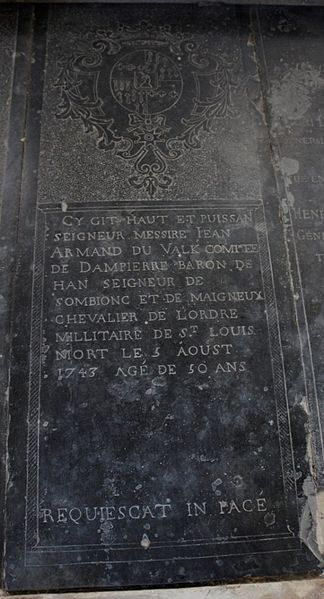 CY GIT HAUT ET PUISSAN
SEIGNEUR MESSIRE JEAN
ARMAND DU VALK COMPTE
DE DAMPIERRE BARON DE
HAN SEIGNEUR DE
SOMBIONC ET DE MAIGNEUX
CHEVALIER DE L'ORDRE
MILLITAIRE DE ST LOUIS
MORT LE 5 AOUST
1743 AGÉ DE 50 ANS
REQUIESCAT IN PACE